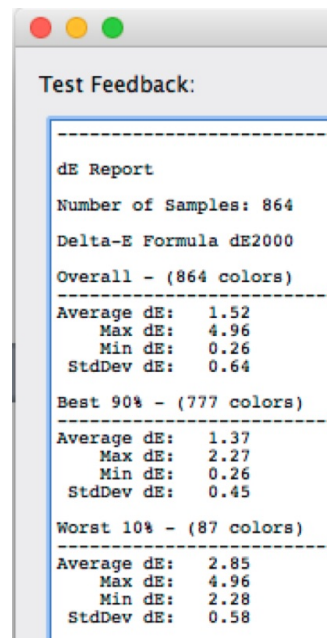 Test Feedback:
---------------------------
dE Report
Number of Samples: 864
Delta-E Formula dE2000
Overall - (864 colors)
---------------------------
Average dE:   1.52
    Max dE:   4.96
    Min dE:   0.26
 StdDev dE:   0.64
Best 90% - (777 colors)
---------------------------
Average dE:   1.37
    Max dE:   2.27
    Min dE:   0.26
 StdDev dE:   0.45
Worst 10% - (87 colors)
---------------------------
Average dE:   2.85
    Max dE:   4.96
    Min dE:   2.28
 StdDev dE:   0.58